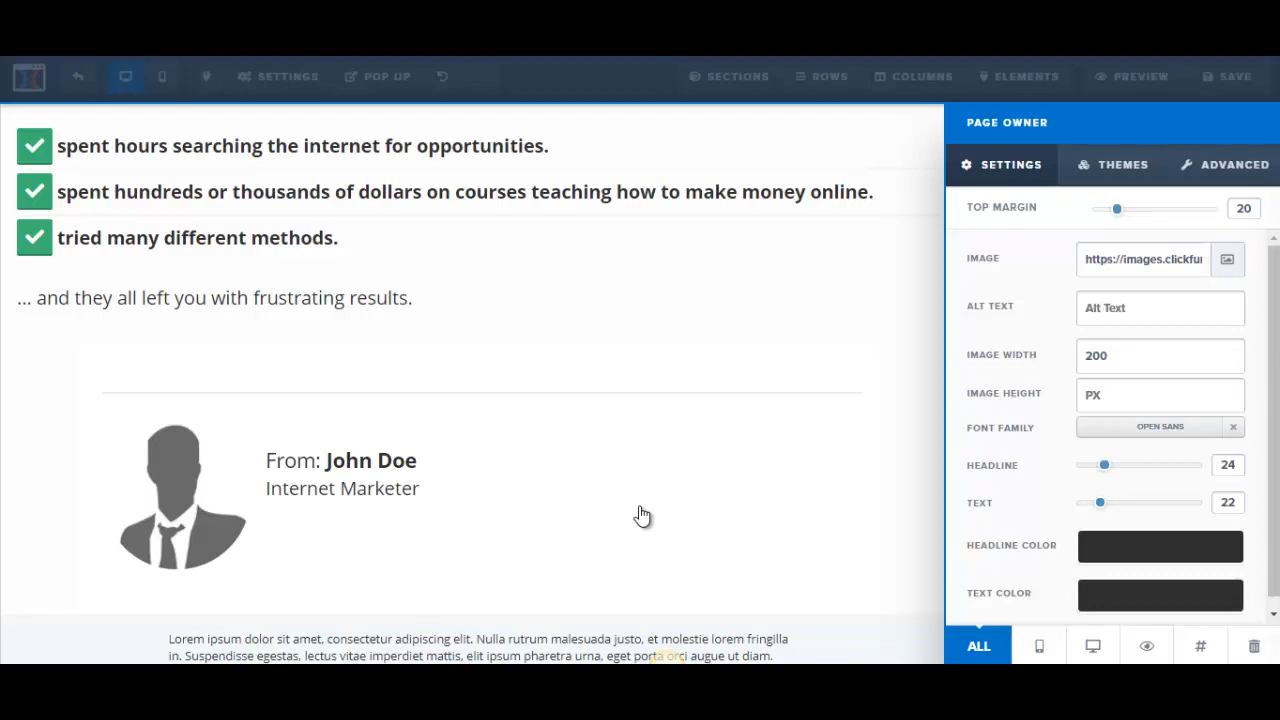 SETTINGS
POP UP
SECTIONS
ROWS
COLUMNS
ELEMENTS
PREVIEW
SAVE
PAGE OWNER
SETTINGS
THEMES
ADVANCED
TOP MARGIN
20
IMAGE
https://images.clickfu
ALT TEXT
Alt Text
IMAGE WIDTH
200
IMAGE HEIGHT
PX
FONT FAMILY
OPEN SANS
HEADLINE
24
TEXT
22
HEADLINE COLOR
TEXT COLOR
ALL
#
spent hours searching the internet for opportunities.
spent hundreds or thousands of dollars on courses teaching how to make money online.
tried many different methods.
... and they all left you with frustrating results.
From: John Doe
Internet Marketer
Lorem ipsum dolor sit amet, consectetur adipiscing elit. Nulla rutrum malesuada justo, et molestie lorem fringilla
in. Suspendisse egestas, lectus vitae imperdiet mattis, elit ipsum pharetra urna, eget porta orci augue ut diam.